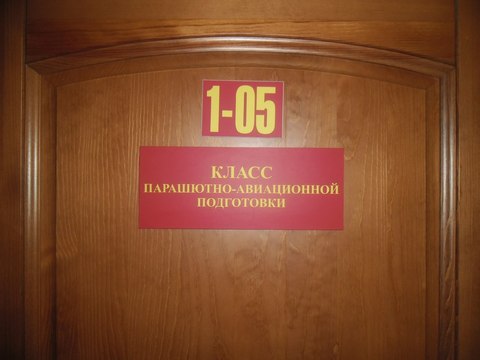 1-05
КЛАСС
ПАРАШЮТНО-АВИАЦИОННОЙ
ПОДГОТОВКИ